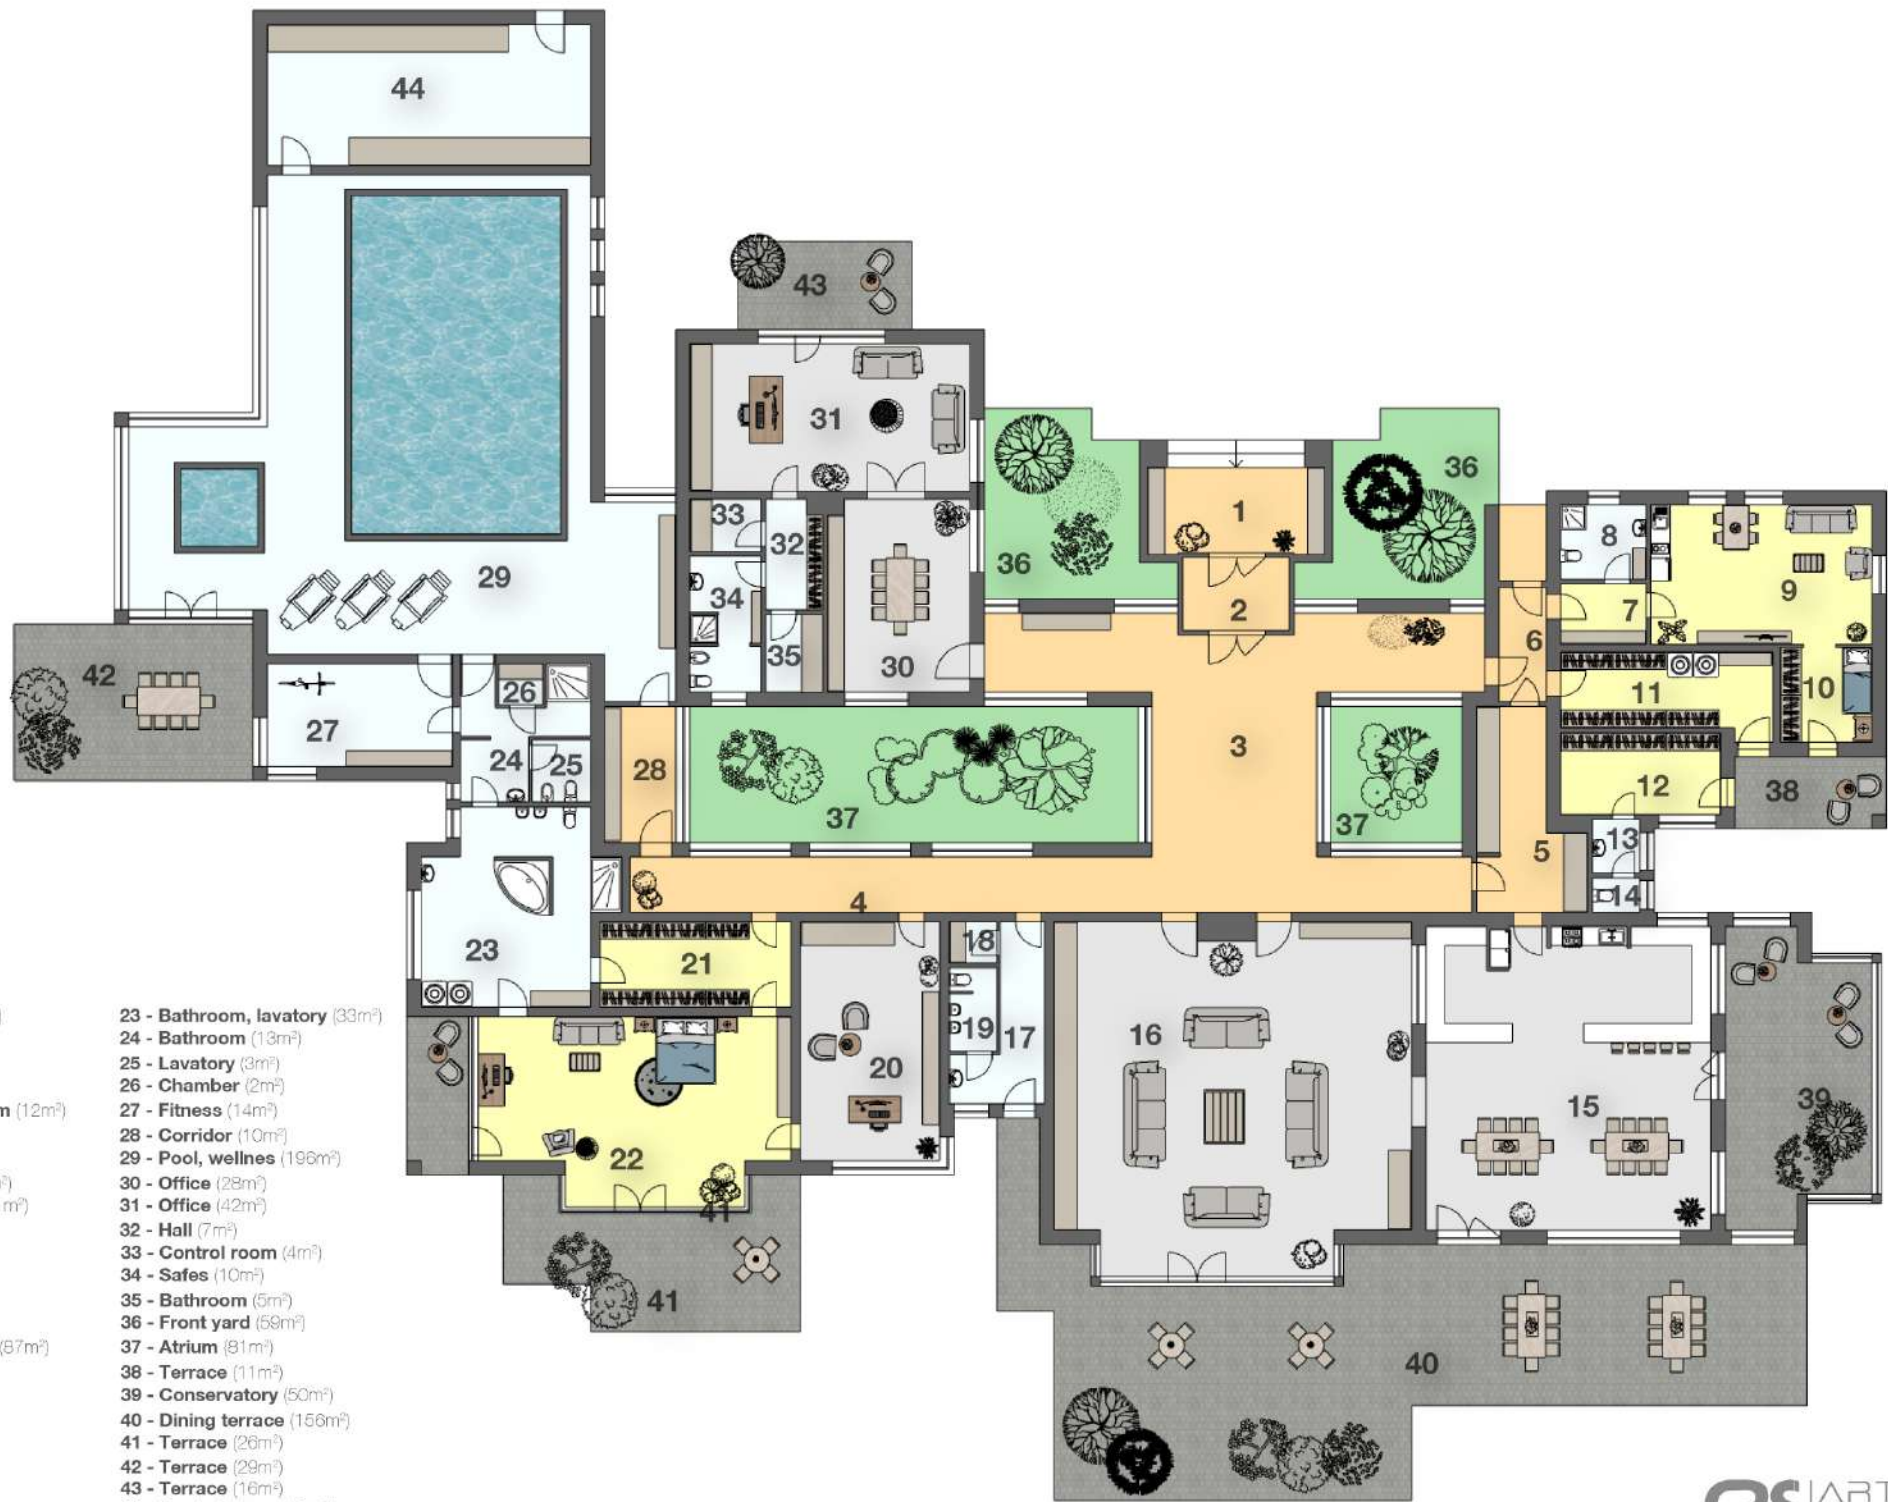 44
43
31
36
36
1
33
32
8
9
29
34
2
7
35
30
6
42
26
10
11
27
3
24
25
28
12
38
37
37
13
5
14
4
18
23
21
16
17
19
20
15
39
22
41
41
40
23 - Bathroom, lavatory (33m²)
24 - Bathroom (13m²)
25 - Lavatory (3m²)
26 - Chamber (2m²)
(12m²)
27 - Fitness (14m²)
28 - Corridor (10m²)
29 - Pool, wellnes (196m²)
30 - Office (28m²)
31 - Office (42m²)
32 - Hall (7m²)
33 - Control room (4m²)
34 - Safes (10m²)
35 - Bathroom (5m²)
36 - Front yard (59m²)
(87m²)
37 - Atrium (81m²)
38 - Terrace (11m²)
39 - Conservatory (50m²)
40 - Dining terrace (156m²)
41 - Terrace (26m²)
42 - Terrace (29m²)
43 - Terrace (16m²)